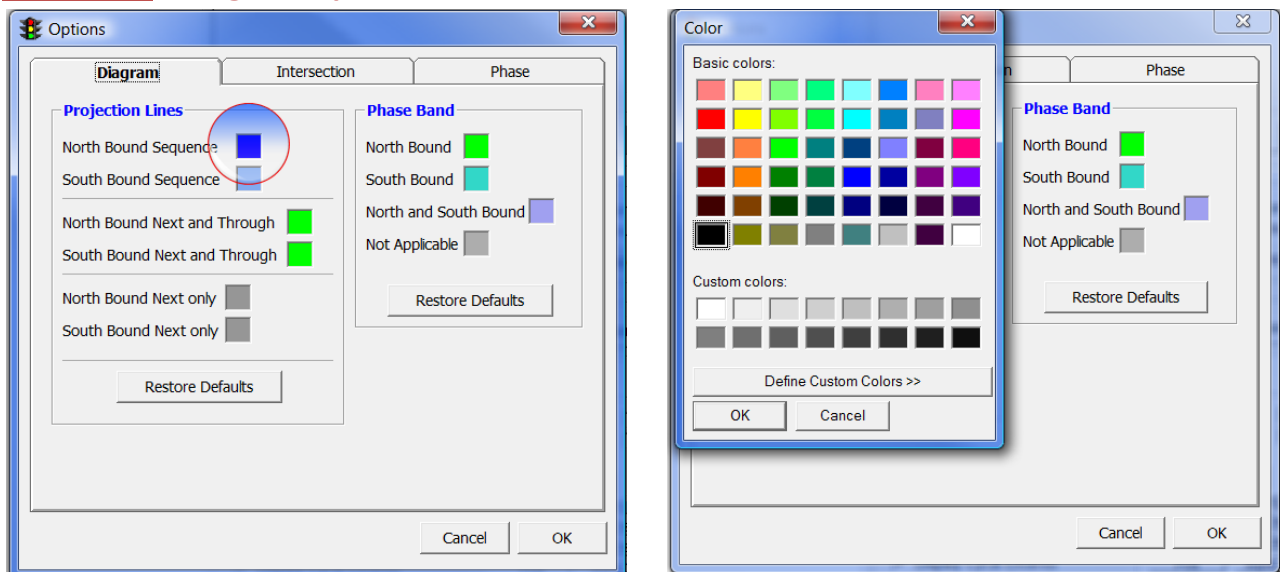 Options
Diagram
Intersection
Phase
Projection Lines
North Bound Sequence
South Bound Sequence
North Bound Next and Through
South Bound Next and Through
North Bound Next only
South Bound Next only
Restore Defaults
Phase Band
North Bound
South Bound
North and South Bound
Not Applicable
Restore Defaults
Cancel
OK
Color
Basic colors:
Custom colors:
Define Custom Colors >>
OK
Cancel
Phase
Phase Band
North Bound
South Bound
North and South Bound
Not Applicable
Restore Defaults
Cancel
OK